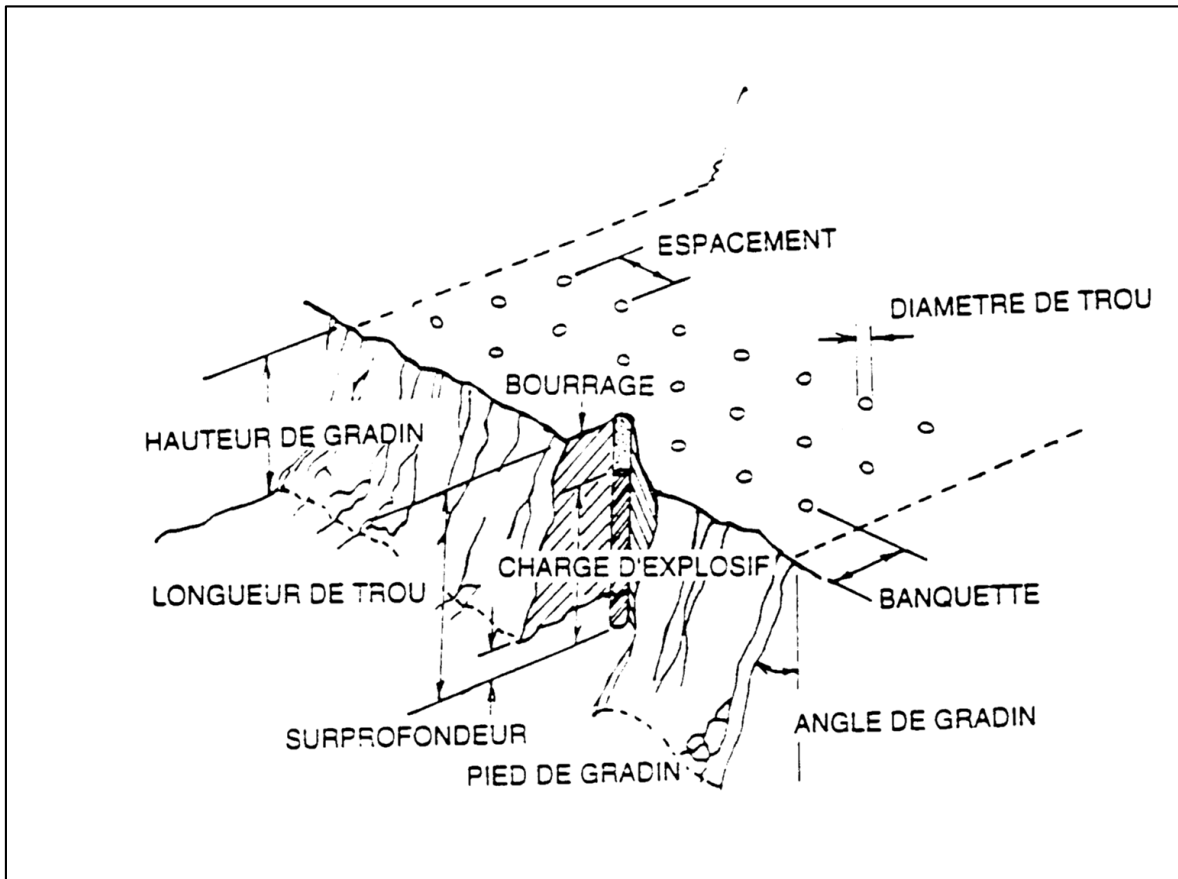 ESPACEMENT
DIAMETRE DE TROU
BOURRAGE
HAUTEUR DE GRADIN
CHARGE D'EXPLOSIF
LONGUEUR DE TROU
BANQUETTE
ANGLE DE GRADIN
SURPROFONDEUR
PIED DE GRADIN